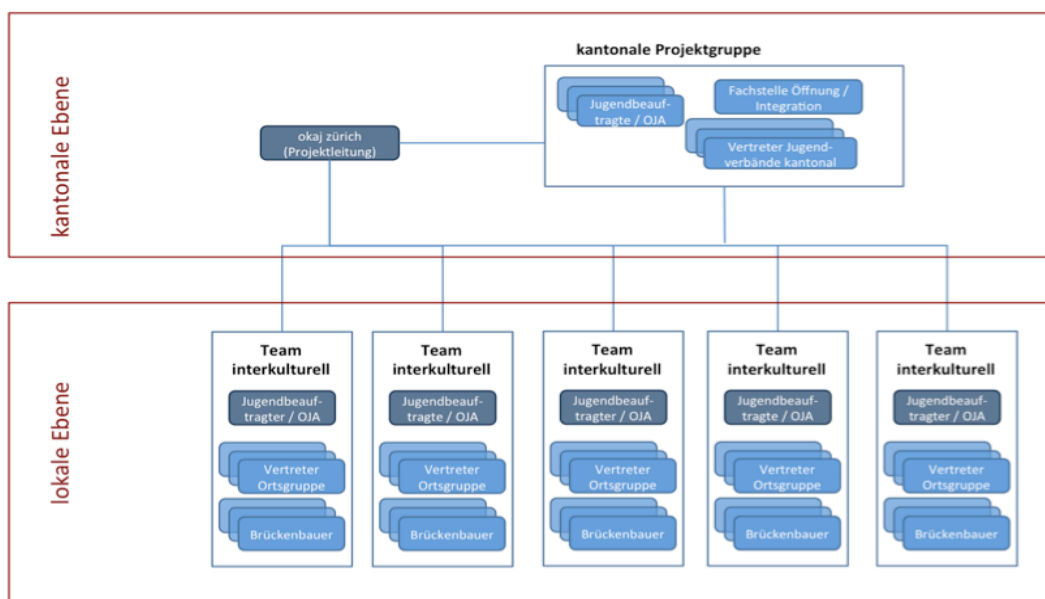 kantonale Ebene
kantonale Projektgruppe
Jugendbeauf-
tragte / OJA
Fachstelle Öffnung /
Integration
Vertreter Jugend-
verbände kantonal
okaj zürich
(Projektleitung)
lokale Ebene
Team
interkulturell
Jugendbeauf-
tragter / OJA
Vertreter
Ortsgruppe
Brückenbauer
Team
interkulturell
Jugendbeauf-
tragte / OJA
Vertreter
Ortsgruppe
Brückenbauer
Team
interkulturell
Jugendbeauf-
tragter / OJA
Vertreter
Ortsgruppe
Brückenbauer
Team
interkulturell
Jugendbeauf-
tragte / OJA
Vertreter
Ortsgruppe
Brückenbauer
Team
interkulturell
Jugendbeauf-
tragter / OJA
Vertreter
Ortsgruppe
Brückenbauer